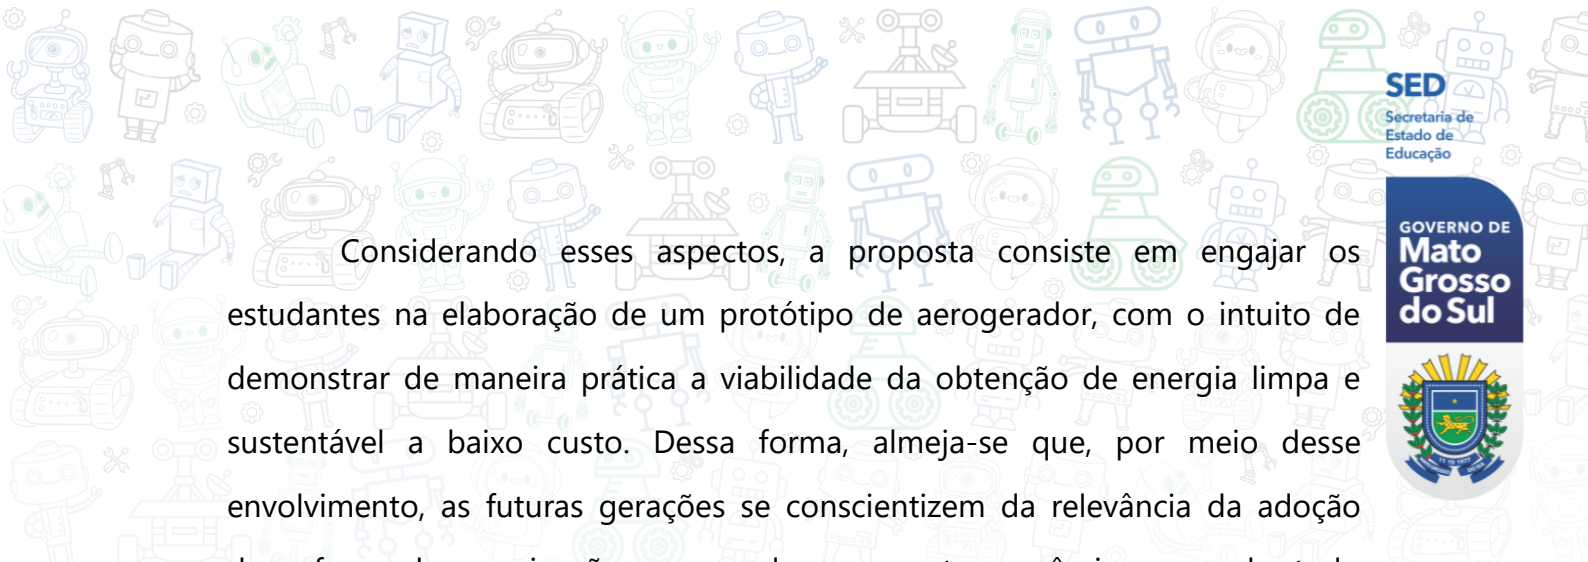 SED
Secretaria de
Estado de
Educação
GOVERNO DE
Mato
Grosso
do Sul
Considerando esses aspectos, a proposta consiste em engajar os
estudantes na elaboração de um protótipo de aerogerador, com o intuito de
demonstrar de maneira prática a viabilidade da obtenção de energia limpa e
sustentável a baixo custo. Dessa forma, almeja-se que, por meio desse
envolvimento, as futuras gerações se conscientizem da relevância da adoção